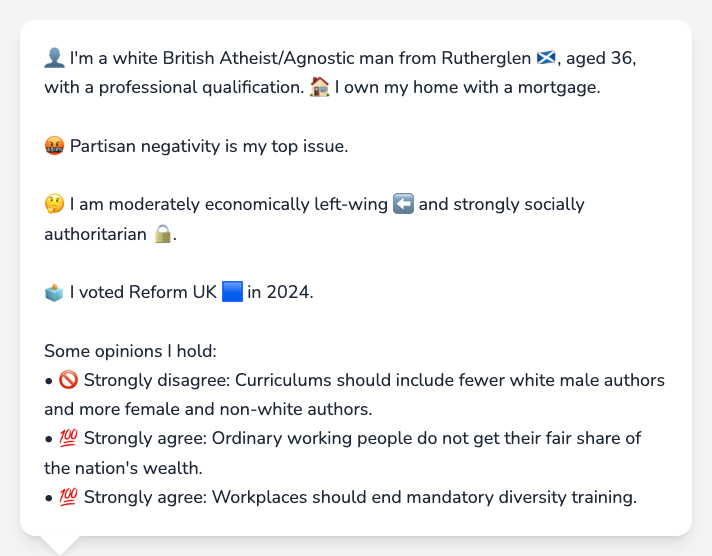 👤 I'm a white British Atheist/Agnostic man from Rutherglen 🏴󠁧󠁢󠁳󠁣󠁴󠁿, aged 36,
with a professional qualification. 🏠 I own my home with a mortgage.
🤬 Partisan negativity is my top issue.
🤔 I am moderately economically left-wing ⬅️ and strongly socially
authoritarian 🔒.
🗳️ I voted Reform UK 🟦 in 2024.
Some opinions I hold:
• 🚫 Strongly disagree: Curriculums should include fewer white male authors
and more female and non-white authors.
• 💯 Strongly agree: Ordinary working people do not get their fair share of
the nation's wealth.
• 💯 Strongly agree: Workplaces should end mandatory diversity training.